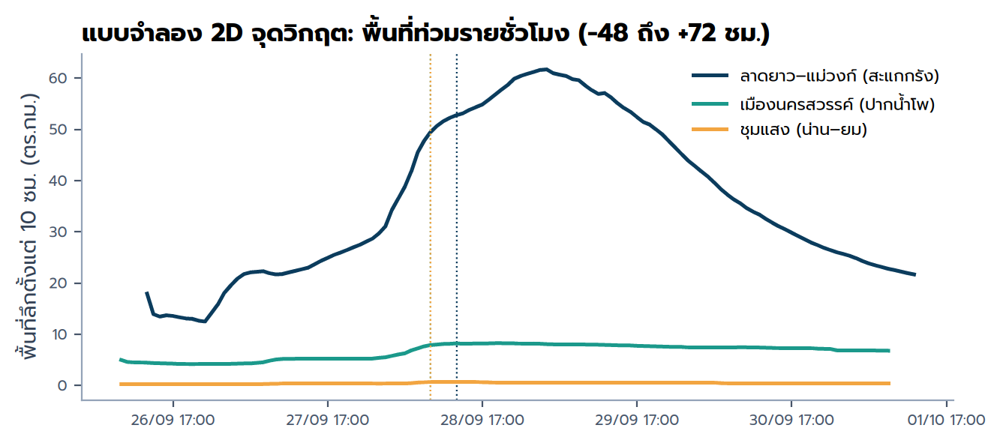 แบบจำลอง 2D จุดวิกฤต: พื้นที่ท่วมรายชั่วโมง (-48 ถึง +72 ชม.)
พื้นที่ลึกตั้งแต่ 10 ซม. (ตร.กม.)
60
50
40
30
20
10
0
ลาดยาว–แม่วงก์ (สะแกกรัง)
เมืองนครสวรรค์ (ปากน้ำโพ)
ชุมแสง (น่าน–ยม)
26/09 17:00
27/09 17:00
28/09 17:00
29/09 17:00
30/09 17:00
01/10 17:00